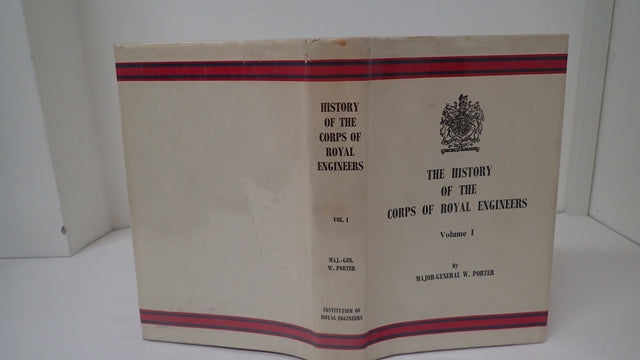 HISTORY
OF THE
CORPS OF
ROYAL
ENGINEERS
VOL. I
MAJ.-GEN.
W. PORTER
INSTITUTION OF
ROYAL ENGINEERS
THE HISTORY
OF THE
CORPS OF ROYAL ENGINEERS
Volume I
By
MAJOR-GENERAL W. PORTER